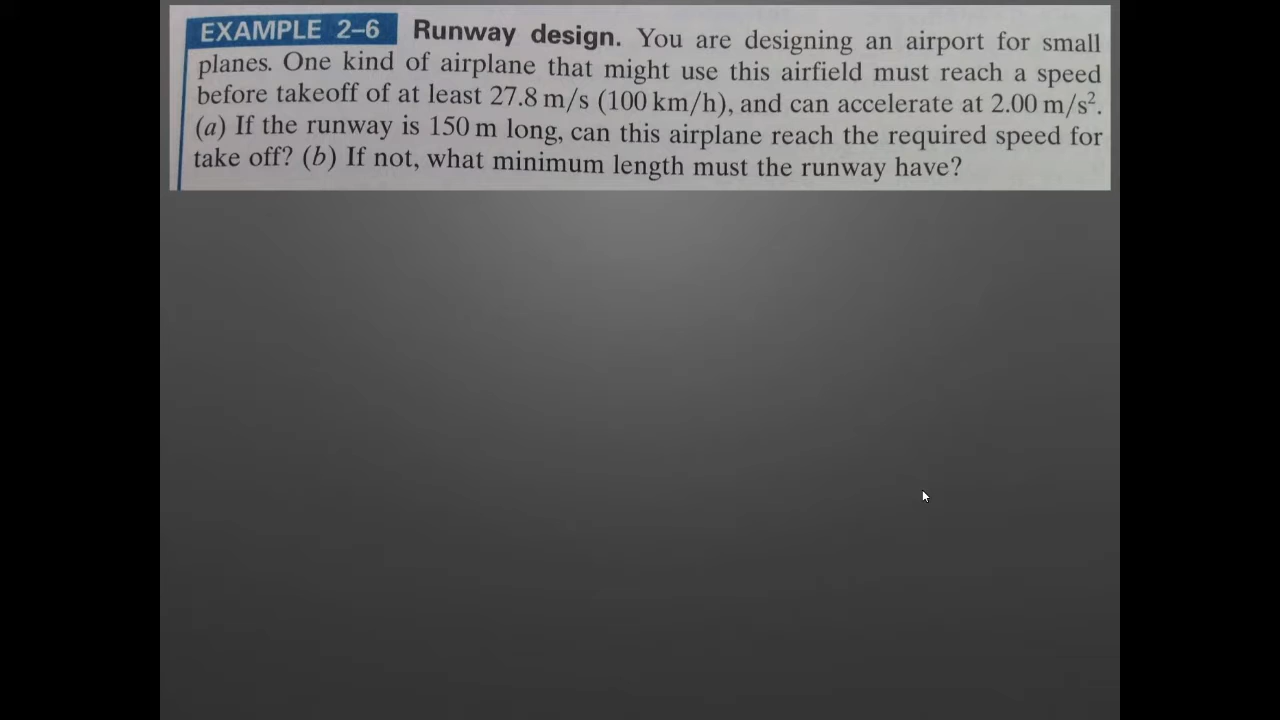 EXAMPLE 2–6 Runway design. You are designing an airport for small
planes. One kind of airplane that might use this airfield must reach a speed
before takeoff of at least 27.8 m/s (100 km/h), and can accelerate at 2.00 m/s².
(a) If the runway is 150 m long, can this airplane reach the required speed for
take off? (b) If not, what minimum length must the runway have?